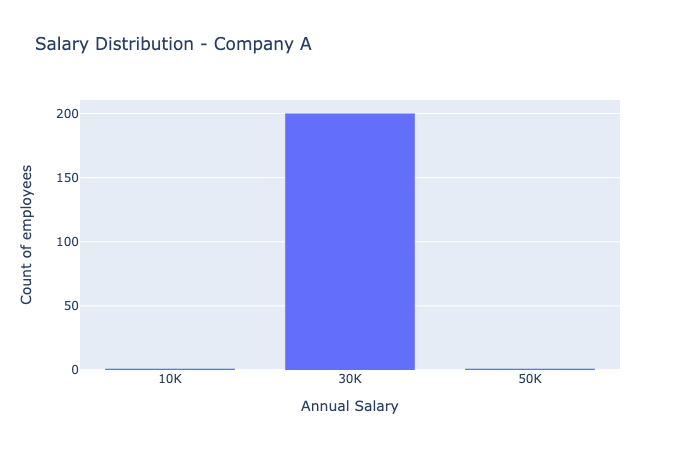 Salary Distribution - Company A
200
150
100
50
0
Count of employees
10K 30K 50K
Annual Salary